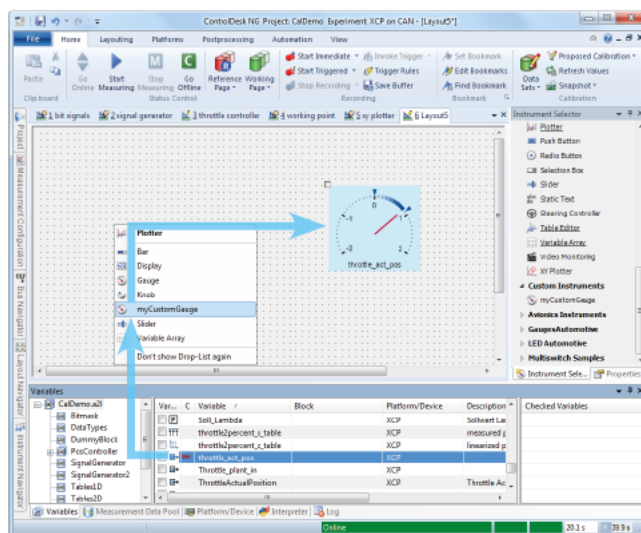 ControlDesk NG Project: CalDemo Experiment XCP on CAN - [Layout5*]
File Home Layouting Platforms Postprocessing Automation View
Paste
Clipboard
Go Online
Start Measuring
Stop Measuring
Go Offline
Status Control
Reference Page
Working Page
Start Immediate
Start Triggered
Stop Recording
Invoke Trigger
Trigger Rules
Save Buffer
Recording
Set Bookmark
Edit Bookmarks
Find Bookmark
Bookmark
Data Sets
Proposed Calibration
Refresh Values
Snapshot
Calibration
1 bit signals 2 signal generator 3 throttle controller 4 working point 5 xy plotter 6 Layout5
Project
Measurement Configuration
Bus Navigator
Layout Navigator
Instrument Navigator
Plotter
Bar
Display
Gauge
Knob
myCustomGauge
Slider
Variable Array
Don't show Drop-List again
-2 -1 0 1 2
throttle_act_pos
Instrument Selector
Plotter
Push Button
Radio Button
Selection Box
Slider
Static Text
Steering Controller
Table Editor
Variable Array
Video Monitoring
XY Plotter
Custom Instruments
myCustomGauge
Avionics Instruments
GaugesAutomotive
LED Automotive
Multiswitch Samples
Instrument Sele... Properties
Variables
CalDemo.a2l
Bitmask
DataTypes
DummyBlock
PosController
SignalGenerator
SignalGenerator2
Tables1D
Tables2D
Var... C Variable Block Platform/Device Description
Soll_Lambda XCP Sollwert La
throttle2percent_s_table XCP measured p
throttle2percent_z_table XCP linearized p
throttle_act_pos XCP
Throttle_plant_in XCP
ThrottleActualPosition XCP Throttle Ac
Checked Variables
Variables Measurement Data Pool Platform/Device Interpreter Log
Online 20.1 s 39.9 s